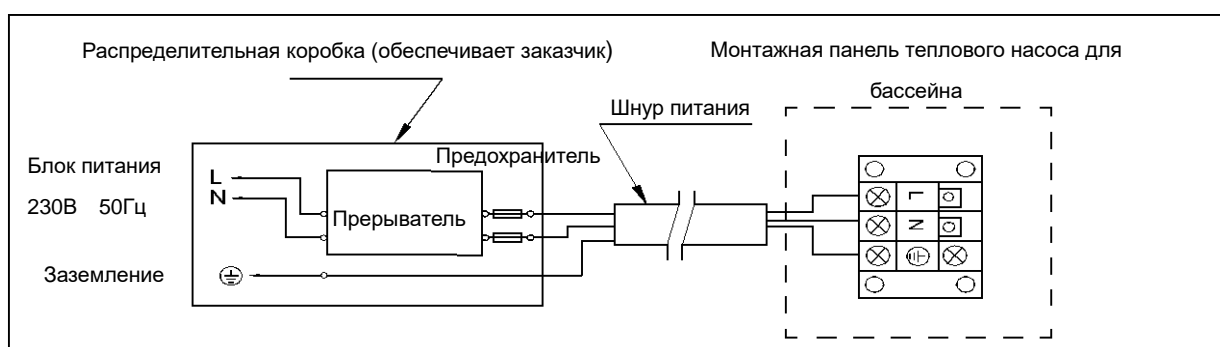 Распределительная коробка (обеспечивает заказчик)
Монтажная панель теплового насоса для
бассейна
Шнур питания
Блок питания
230В 50Гц
Предохранитель
L
N
Прерыватель
Заземление
L
N